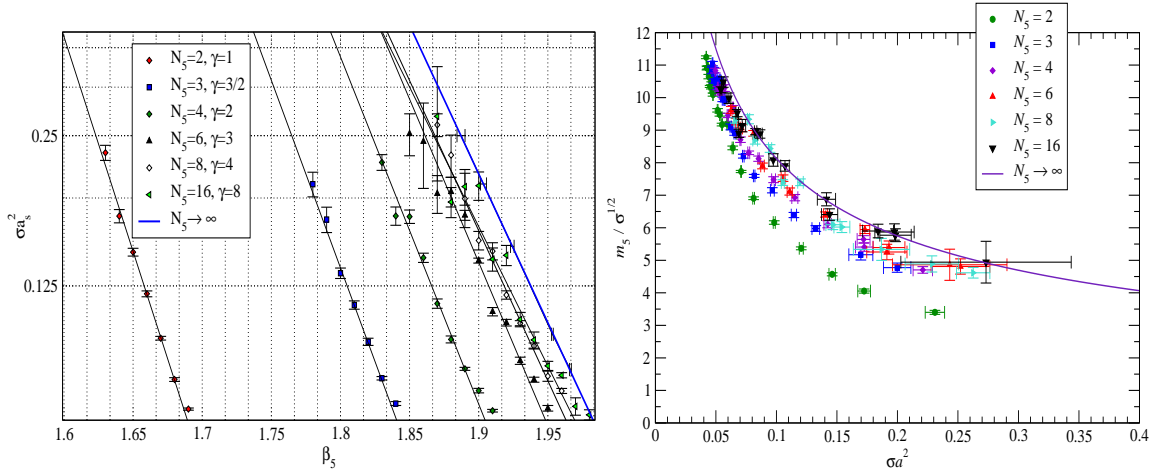 N5=2, γ=1
N5=3, γ=3/2
N5=4, γ=2
N5=6, γ=3
N5=8, γ=4
N5=16, γ=8
N5→∞
0.25
0.125
σas2
1.6 1.65 1.7 1.75 1.8 1.85 1.9 1.95
β5
N5 = 2
N5 = 3
N5 = 4
N5 = 6
N5 = 8
N5 = 16
N5 → ∞
12
11
10
9
8
7
6
5
4
3
2
1
0
m5 / σ1/2
0 0.05 0.1 0.15 0.2 0.25 0.3 0.35 0.4
σa2